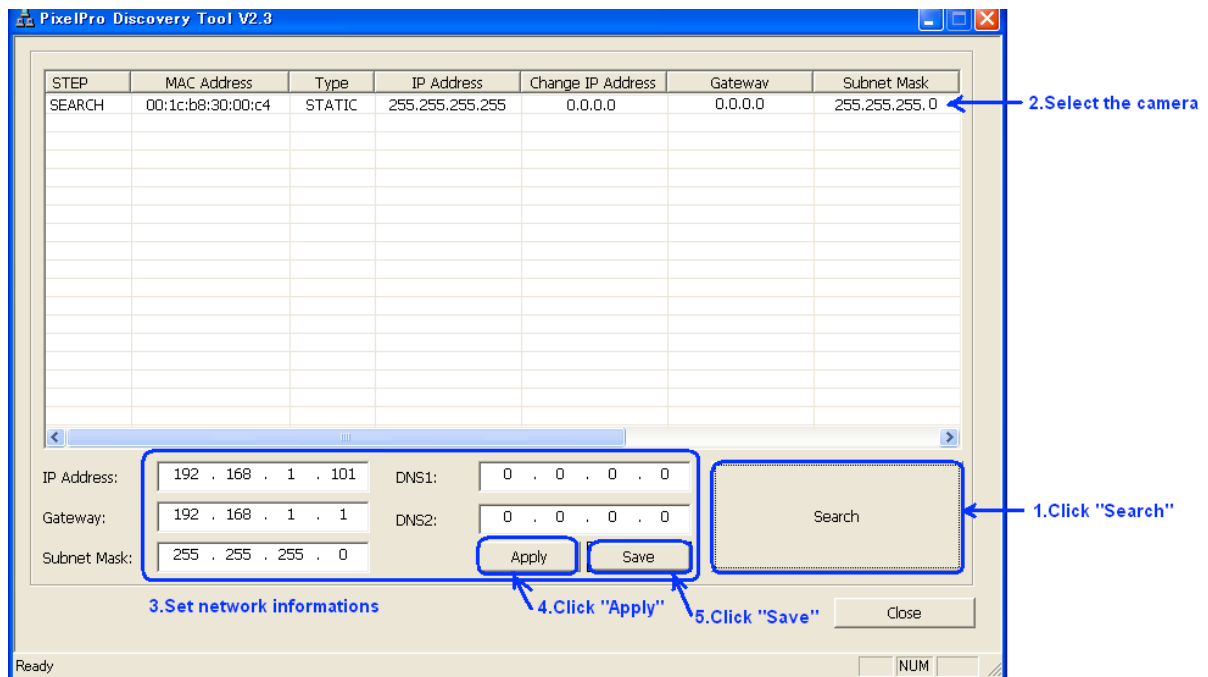 PixelPro Discovery Tool V2.3
STEP MAC Address Type IP Address Change IP Address Gateway Subnet Mask
SEARCH 00:1c:b8:30:00:c4 STATIC 255.255.255.255 0.0.0.0 0.0.0.0 255.255.255.0
2.Select the camera
IP Address: 192 . 168 . 1 . 101 DNS1: 0 . 0 . 0 . 0
Gateway: 192 . 168 . 1 . 1 DNS2: 0 . 0 . 0 . 0 Search
1.Click "Search"
Subnet Mask: 255 . 255 . 255 . 0 Apply Save
3.Set network informations 4.Click "Apply" 5.Click "Save" Close
Ready NUM